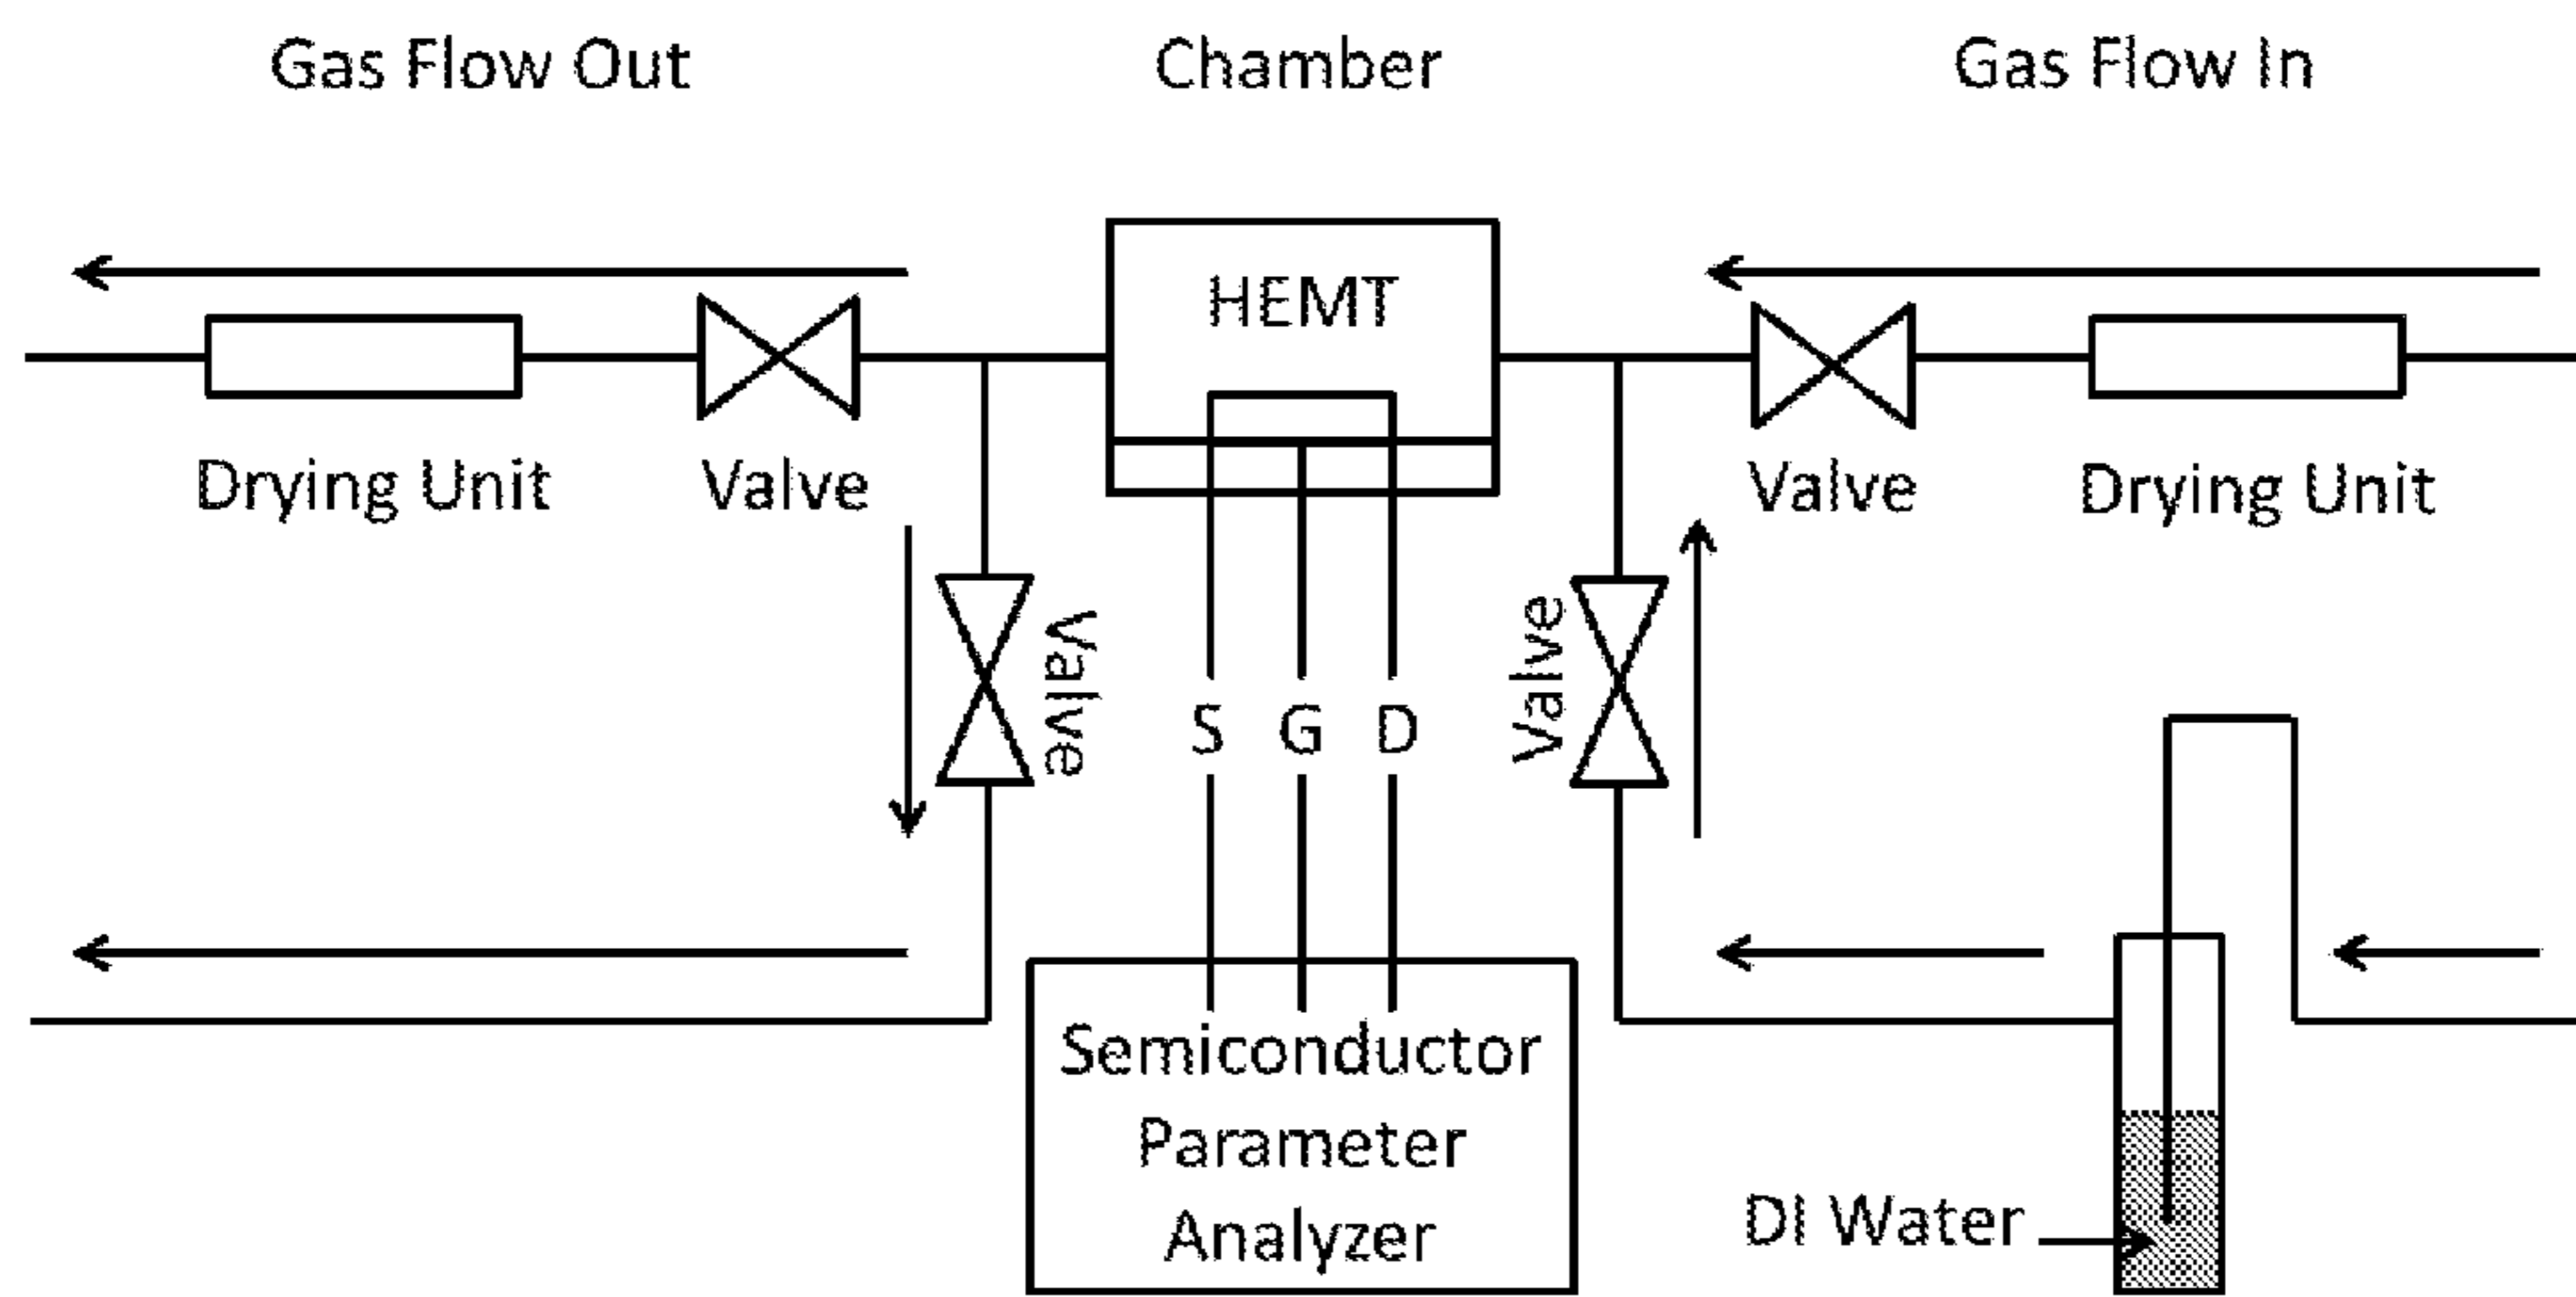 Gas Flow Out
Chamber
Gas Flow In
HEMT
Drying Unit
Valve
Valve
Drying Unit
Valve
Valve
S G D
Semiconductor
Parameter
Analyzer
DI Water